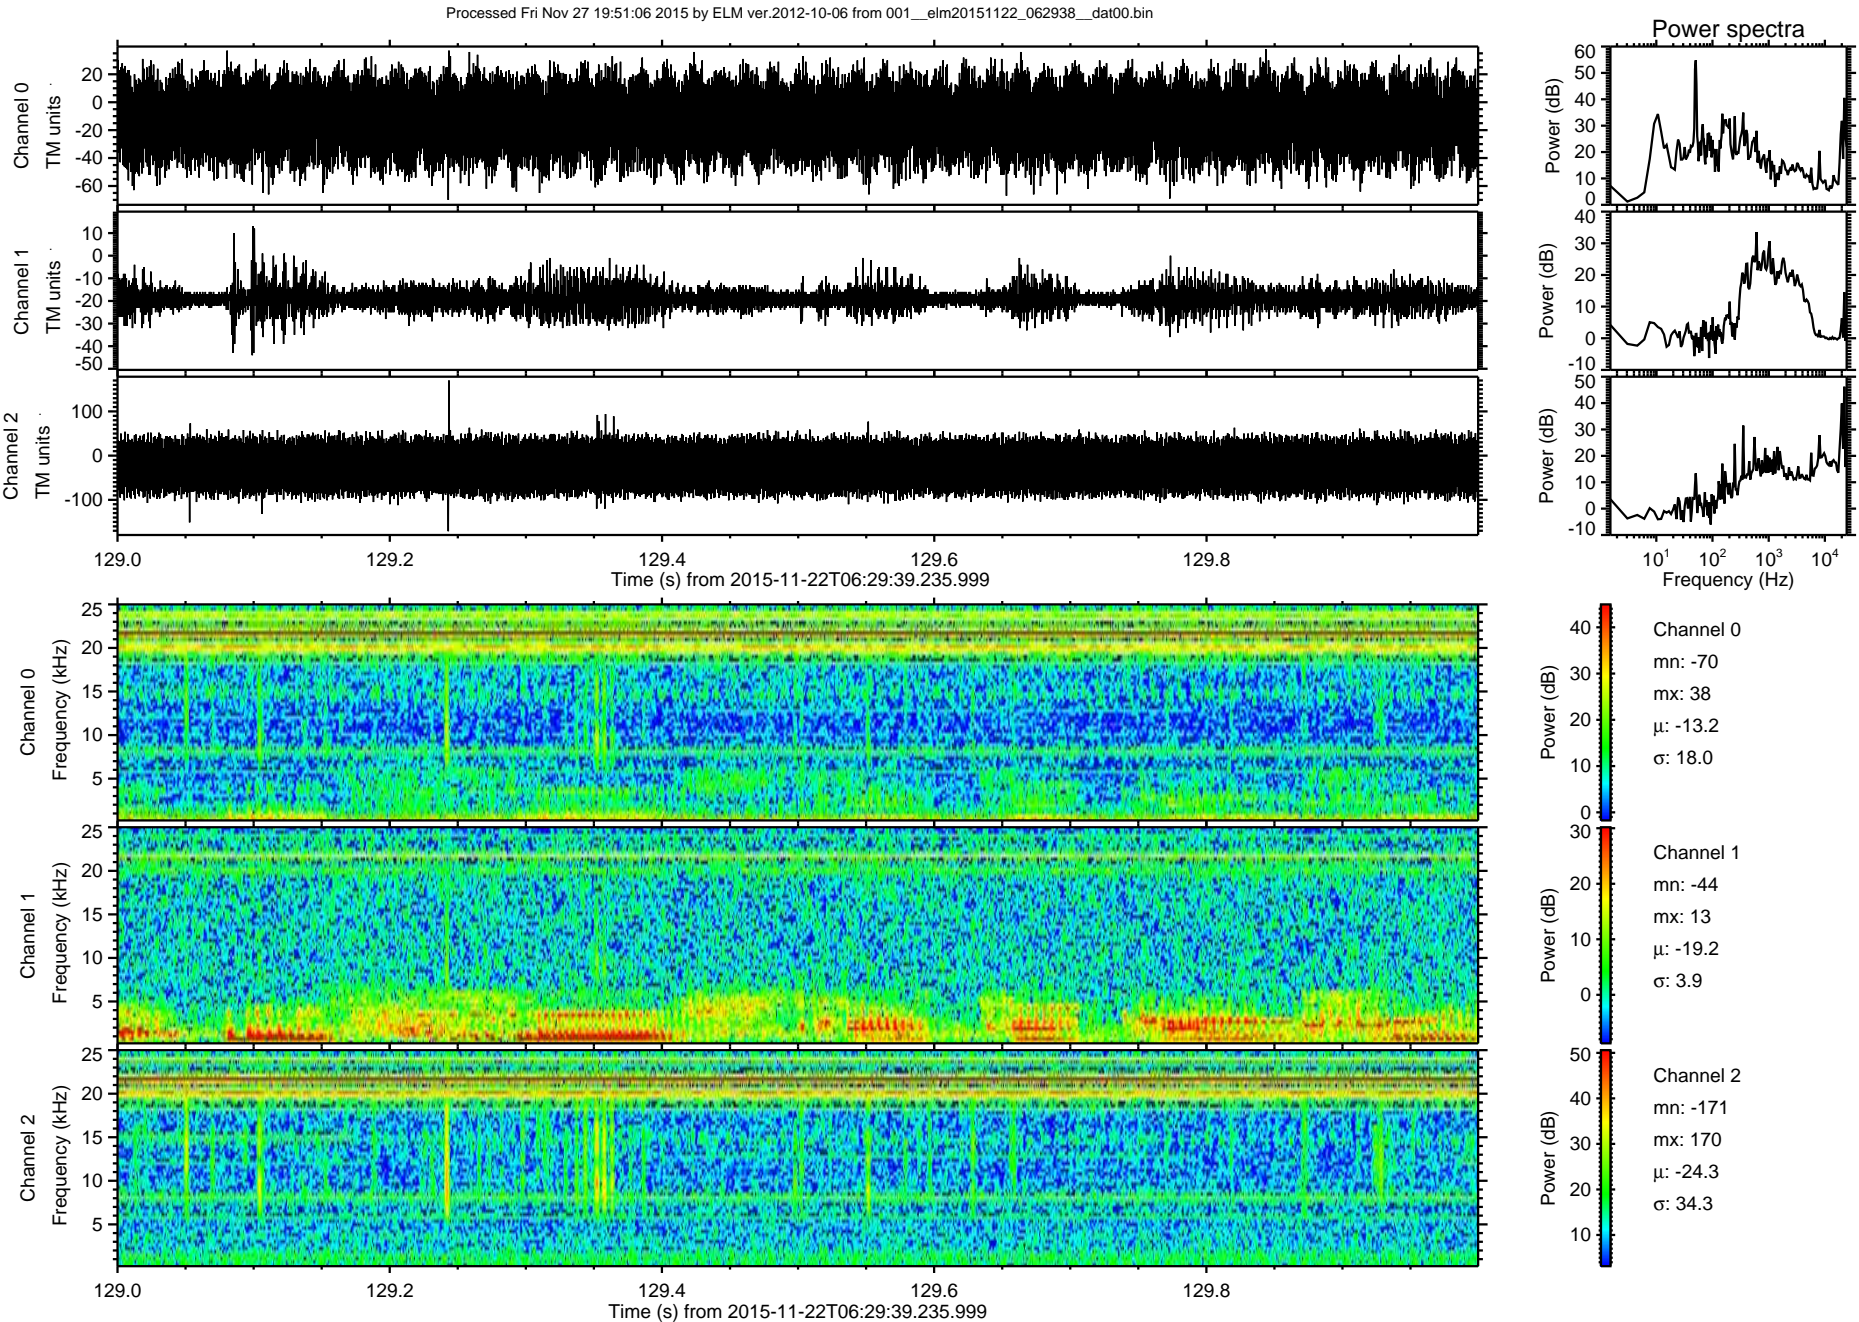 Processed Fri Nov 27 19:51:06 2015 by ELM ver.2012-10-06 from 001__elm20151122_062938__dat00.bin
Power spectra
Channel 0
TM units
20
0
-20
-40
-60
Power (dB)
60
50
40
30
20
10
0
Channel 1
TM units
10
0
-10
-20
-30
-40
-50
Power (dB)
40
30
20
10
0
-10
Channel 2
TM units
100
0
-100
Power (dB)
50
40
30
20
10
0
-10
129.0 129.2 129.4 129.6 129.8
Time (s) from 2015-11-22T06:29:39.235.999
10^1 10^2 10^3 10^4
Frequency (Hz)
Channel 0
Frequency (kHz)
25
20
15
10
5
Power (dB)
40
30
20
10
0
Channel 0
mn: -70
mx: 38
µ: -13.2
σ: 18.0
Channel 1
Frequency (kHz)
25
20
15
10
5
Power (dB)
30
20
10
0
Channel 1
mn: -44
mx: 13
µ: -19.2
σ: 3.9
Channel 2
Frequency (kHz)
25
20
15
10
5
Power (dB)
50
40
30
20
10
Channel 2
mn: -171
mx: 170
µ: -24.3
σ: 34.3
129.0 129.2 129.4 129.6 129.8
Time (s) from 2015-11-22T06:29:39.235.999